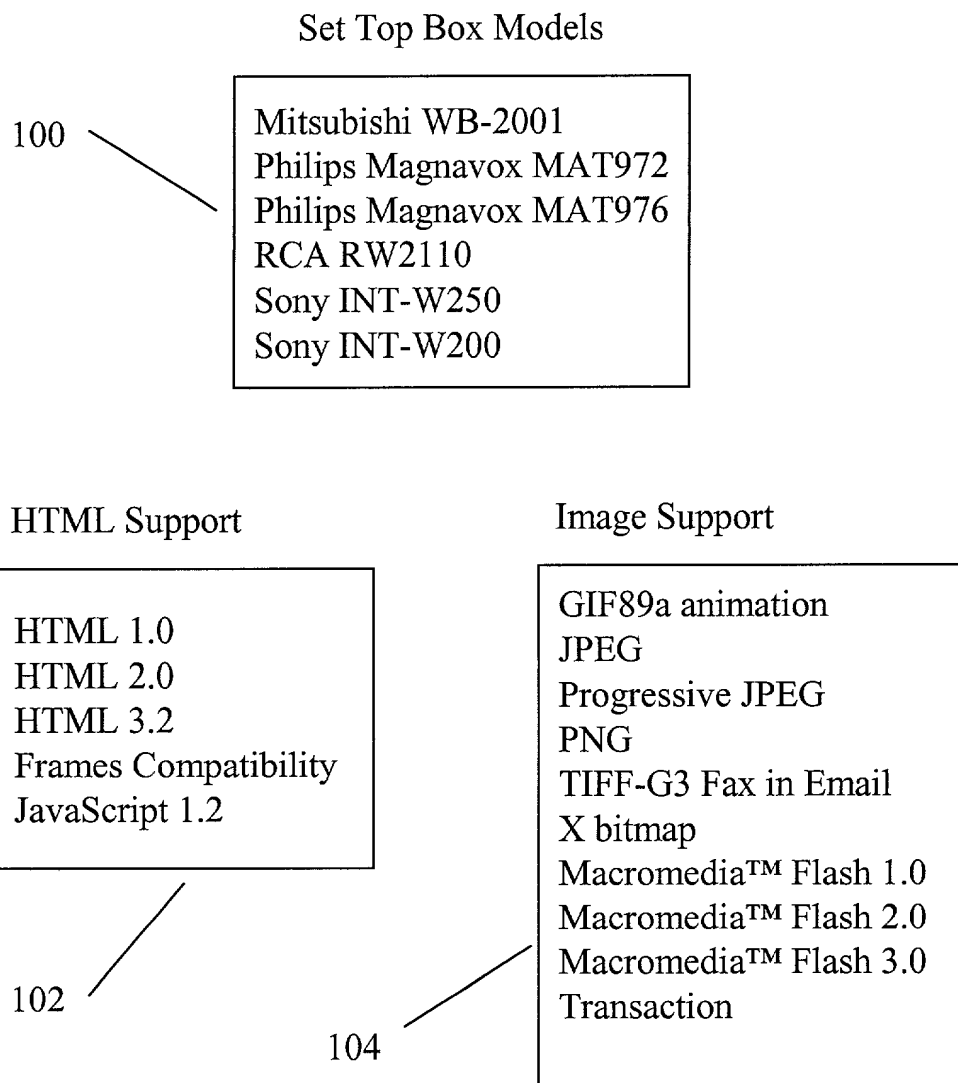 Set Top Box Models
100
Mitsubishi WB-2001
Philips Magnavox MAT972
Philips Magnavox MAT976
RCA RW2110
Sony INT-W250
Sony INT-W200
HTML Support
HTML 1.0
HTML 2.0
HTML 3.2
Frames Compatibility
JavaScript 1.2
102
Image Support
GIF89a animation
JPEG
Progressive JPEG
PNG
TIFF-G3 Fax in Email
X bitmap
Macromedia™ Flash 1.0
Macromedia™ Flash 2.0
Macromedia™ Flash 3.0
Transaction
104